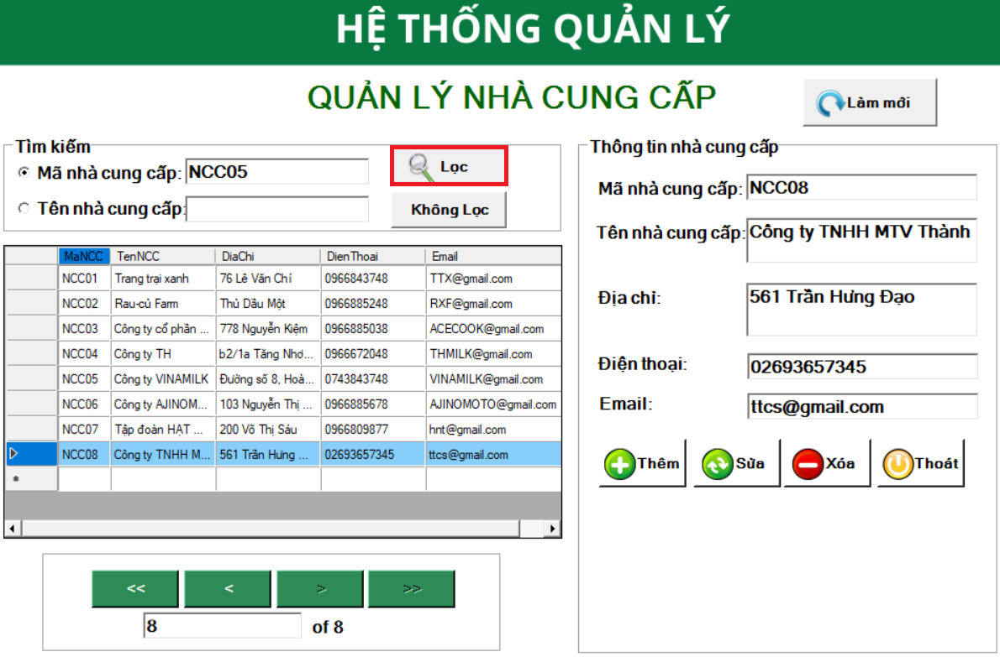 HỆ THỐNG QUẢN LÝ
QUẢN LÝ NHÀ CUNG CẤP
Làm mới
Tìm kiếm
Mã nhà cung cấp: NCC05
Lọc
Tên nhà cung cấp:
Không Lọc
MaNCC TenNCC DiaChi DienThoai Email
NCC01 Trang trại xanh 76 Lê Văn Chí 0966843748 TTX@gmail.com
NCC02 Rau-củ Farm Thủ Dầu Một 0966885248 RXF@gmail.com
NCC03 Công ty cổ phần ... 778 Nguyễn Kiệm 0966885038 ACECOOK@gmail.com
NCC04 Công ty TH b2/1a Tăng Nhơ... 0966672048 THMILK@gmail.com
NCC05 Công ty VINAMILK Đường số 8, Hoà... 0743843748 VINAMILK@gmail.com
NCC06 Công ty AJINOM... 103 Nguyễn Thị ... 0966885678 AJINOMOTO@gmail.com
NCC07 Tập đoàn HẠT ... 200 Võ Thị Sáu 0966809877 hnt@gmail.com
NCC08 Công ty TNHH M... 561 Trần Hưng ... 02693657345 ttcs@gmail.com
*
<< < > >>
8 of 8
Thông tin nhà cung cấp
Mã nhà cung cấp: NCC08
Tên nhà cung cấp: Công ty TNHH MTV Thành
Địa chỉ: 561 Trần Hưng Đạo
Điện thoại: 02693657345
Email: ttcs@gmail.com
Thêm Sửa Xóa Thoát